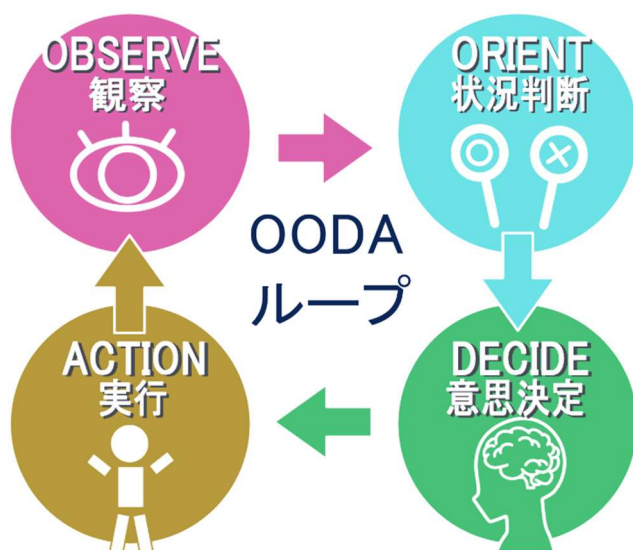 OBSERVE
観察
ORIENT
状況判断
OODA
ループ
ACTION
実行
DECIDE
意思決定